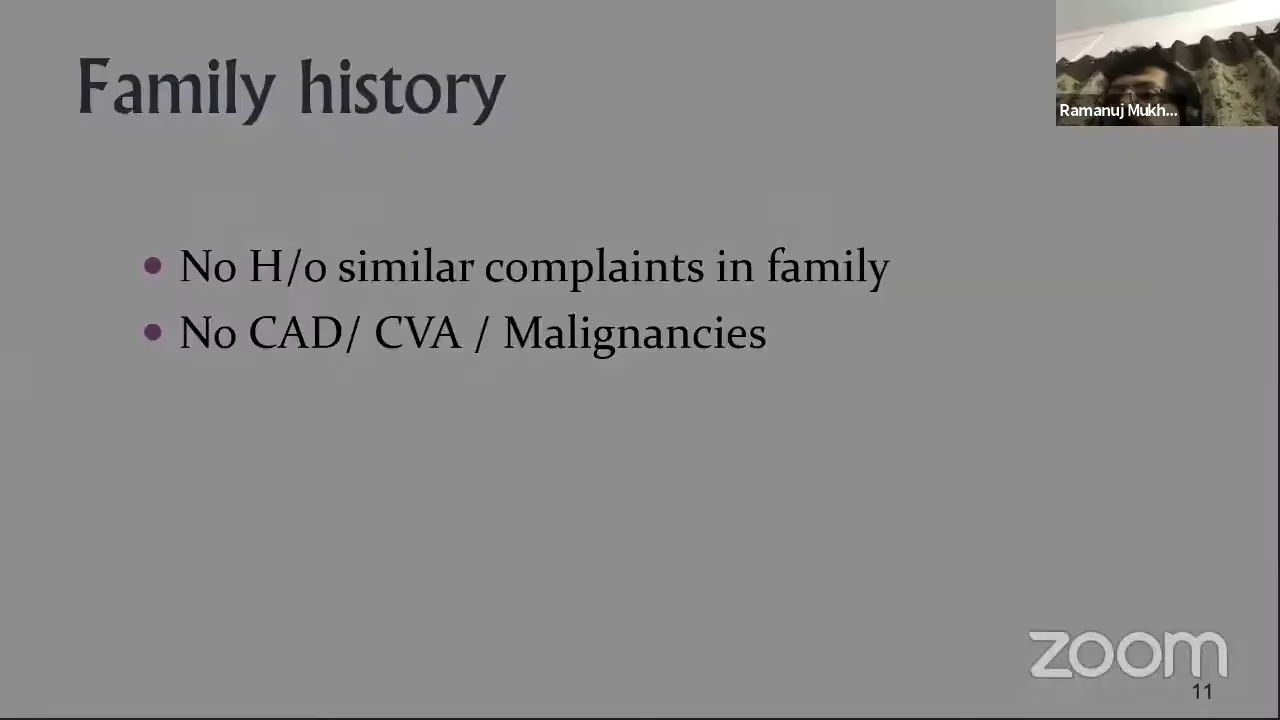 Family history
Ramanuj Mukh...
• No H/o similar complaints in family
• No CAD/ CVA / Malignancies
zoom
11